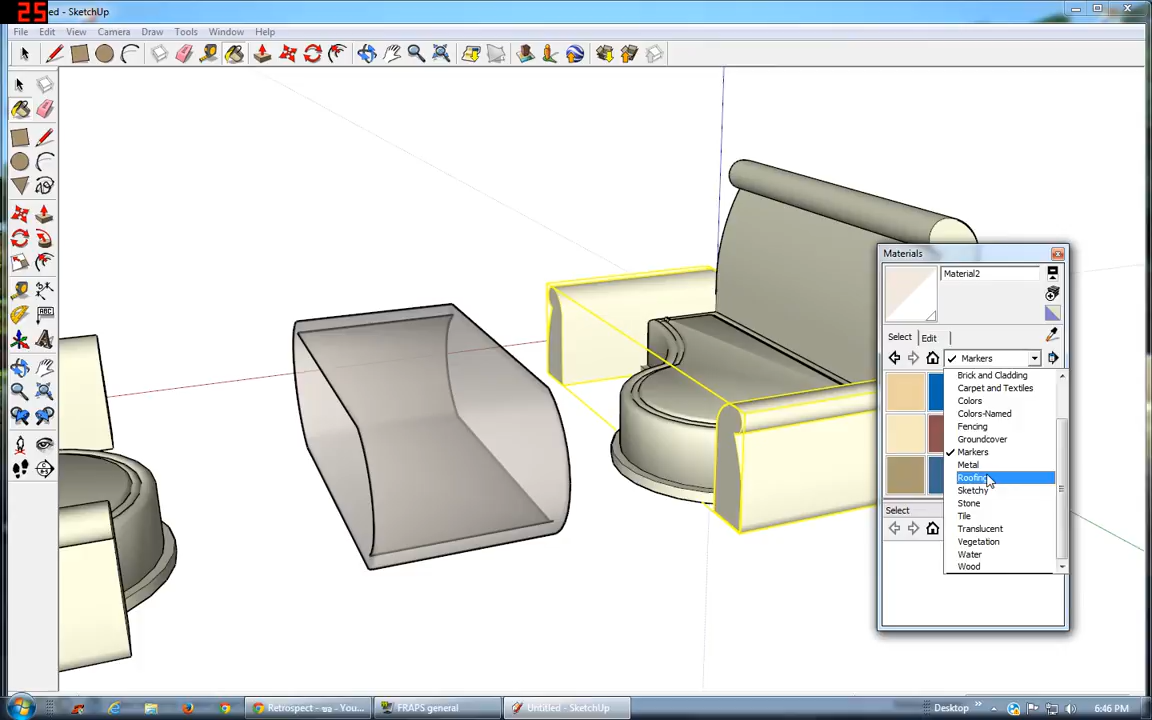 25
ed - SketchUp
File Edit View Camera Draw Tools Window Help
ABC
Materials
Material2
Select Edit
Markers
Brick and Cladding
Carpet and Textiles
Colors
Colors-Named
Fencing
Groundcover
Markers
Metal
Roofing
Sketchy
Stone
Tile
Translucent
Vegetation
Water
Wood
Select
Retrospect - שא - You... FRAPS general Untitled - SketchUp Desktop 6:46 PM